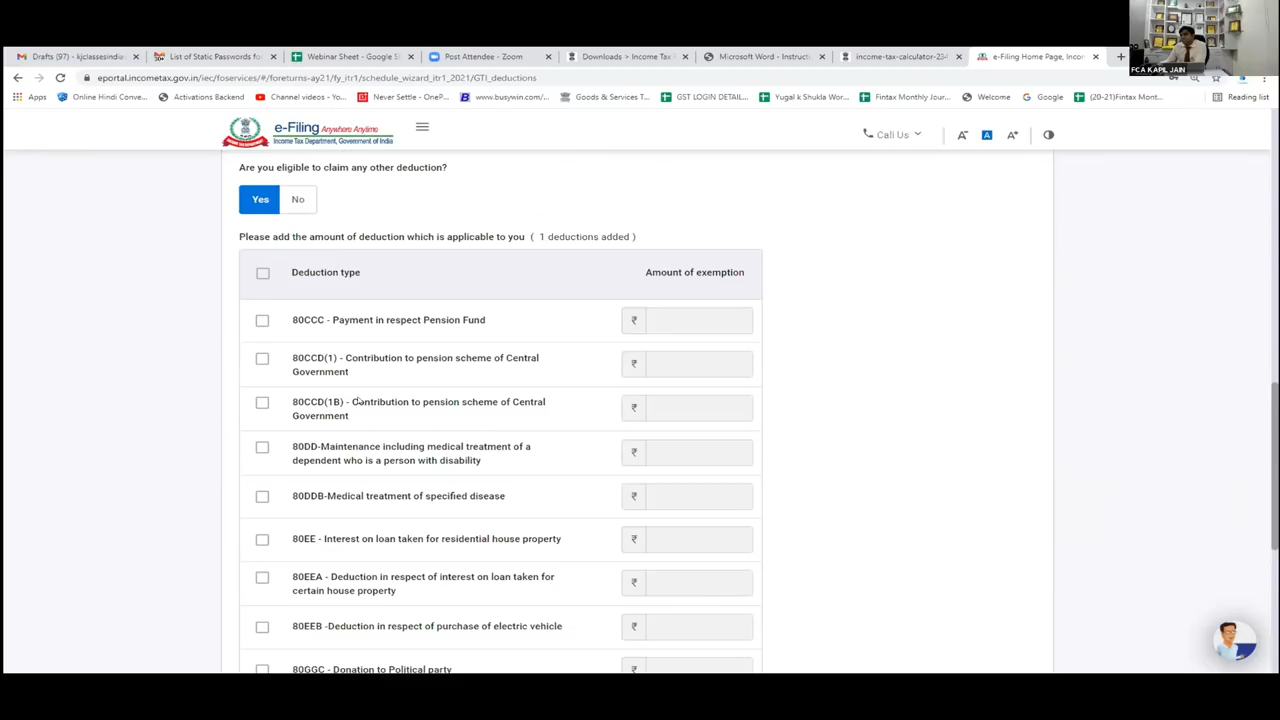 FCA KAPIL JAIN
Drafts (97) - kjclassesindia
List of Static Passwords for
Webinar Sheet - Google Sh
Post Attendee - Zoom
Downloads > Income Tax
Microsoft Word - Instructi
income-tax-calculator-234
e-Filing Home Page, Incom
eportal.incometax.gov.in/iec/foservices/#/foreturns-ay21/fy_itr1/schedule_wizard_itr1_2021/GTI_deductions
Apps
Online Hindi Conve...
Activations Backend
Channel videos - Yo...
Never Settle - OneP...
www.busywin.com/...
Goods & Services T...
GST LOGIN DETAIL...
Yugal k Shukla Wor...
Fintax Monthly Jour...
Welcome
Google
(20-21)Fintax Mont...
Reading list
e-Filing Anywhere Anytime
Income Tax Department, Government of India
Call Us
A-
A
A+
Are you eligible to claim any other deduction?
Yes
No
Please add the amount of deduction which is applicable to you ( 1 deductions added )
Deduction type
Amount of exemption
80CCC - Payment in respect Pension Fund
₹
80CCD(1) - Contribution to pension scheme of Central
Government
₹
80CCD(1B) - Contribution to pension scheme of Central
Government
₹
80DD-Maintenance including medical treatment of a
dependent who is a person with disability
₹
80DDB-Medical treatment of specified disease
₹
80EE - Interest on loan taken for residential house property
₹
80EEA - Deduction in respect of interest on loan taken for
certain house property
₹
80EEB -Deduction in respect of purchase of electric vehicle
₹
80GGC - Donation to Political party
₹